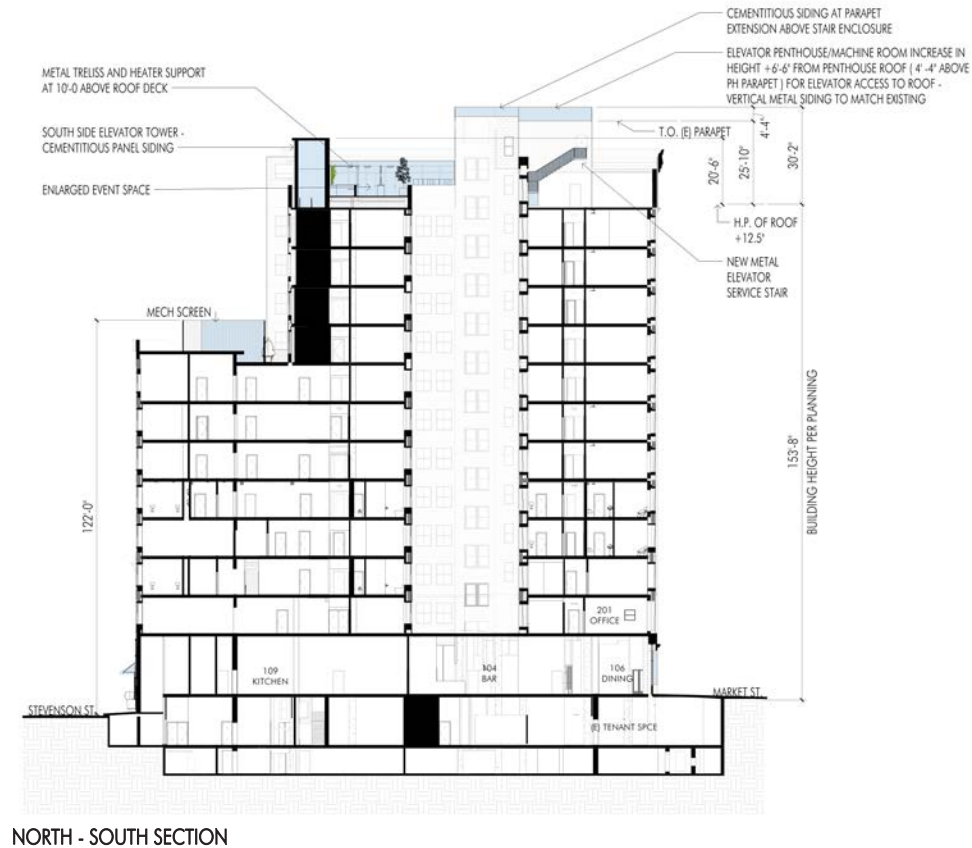 CEMENTITIOUS SIDING AT PARAPET
EXTENSION ABOVE STAIR ENCLOSURE
ELEVATOR PENTHOUSE/MACHINE ROOM INCREASE IN
HEIGHT +6'-6" FROM PENTHOUSE ROOF ( 4' -4" ABOVE
PH PARAPET ) FOR ELEVATOR ACCESS TO ROOF -
VERTICAL METAL SIDING TO MATCH EXISTING
METAL TRELISS AND HEATER SUPPORT
AT 10'-0 ABOVE ROOF DECK
SOUTH SIDE ELEVATOR TOWER -
CEMENTITIOUS PANEL SIDING
ENLARGED EVENT SPACE
T.O. (E) PARAPET
4'-4"
20'-6"
25'-10"
30'-2"
H.P. OF ROOF
+12.5"
NEW METAL
ELEVATOR
SERVICE STAIR
MECH SCREEN
122'-0"
153'-8"
BUILDING HEIGHT PER PLANNING
201
OFFICE
109
KITCHEN
104
BAR
106
DINING
STEVENSON ST.
MARKET ST.
(E) TENANT SPCE
NORTH - SOUTH SECTION